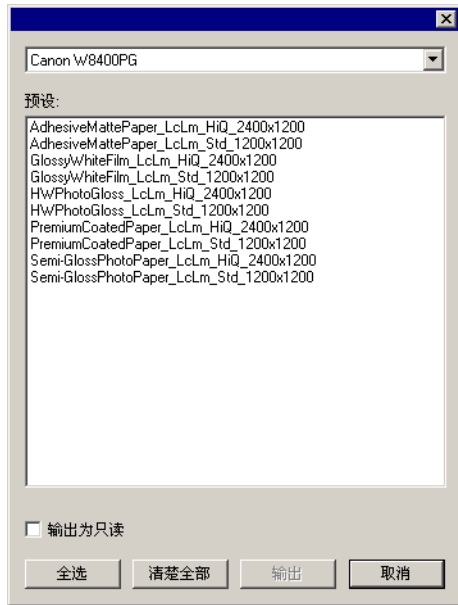 Canon W8400PG
预设:
AdhesiveMattePaper_LcLm_HiQ_2400x1200
AdhesiveMattePaper_LcLm_Std_1200x1200
GlossyWhiteFilm_LcLm_HiQ_2400x1200
GlossyWhiteFilm_LcLm_Std_1200x1200
HWPhotoGloss_LcLm_HiQ_2400x1200
HWPhotoGloss_LcLm_Std_1200x1200
PremiumCoatedPaper_LcLm_HiQ_2400x1200
PremiumCoatedPaper_LcLm_Std_1200x1200
Semi-GlossPhotoPaper_LcLm_HiQ_2400x1200
Semi-GlossPhotoPaper_LcLm_Std_1200x1200
输出为只读
全选 清楚全部 输出 取消